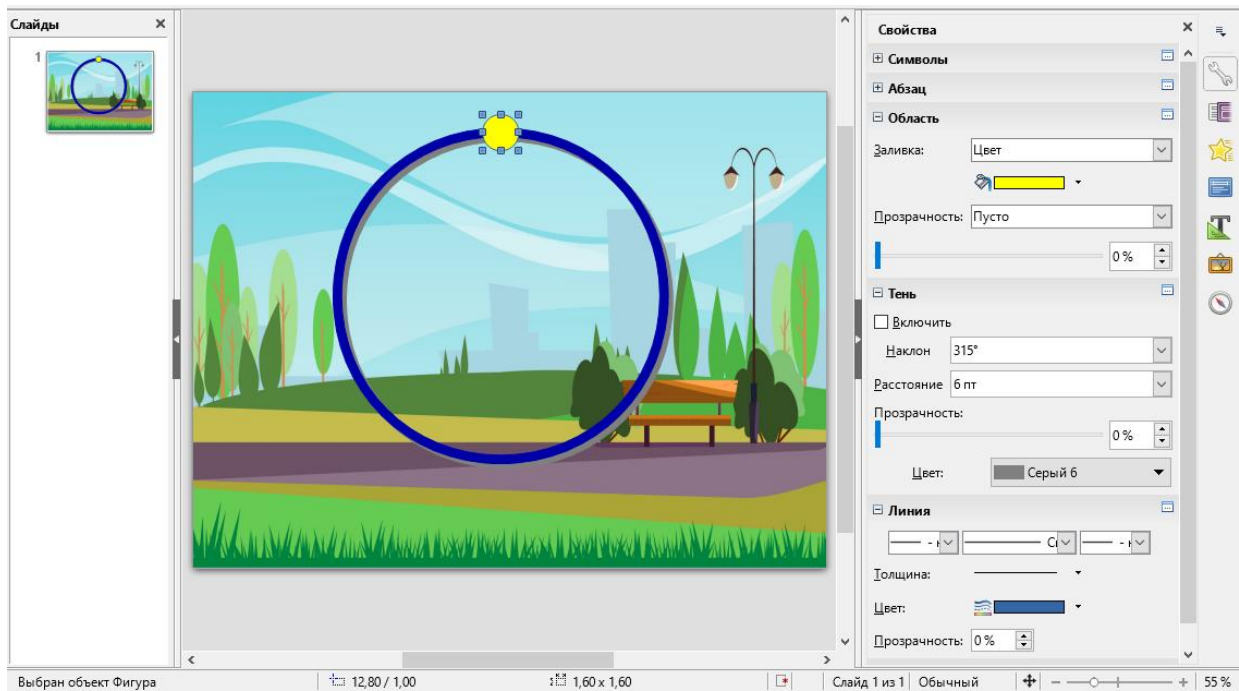 Слайды
1
Свойства
Символы
Абзац
Область
Заливка:
Цвет
Прозрачность:
Пусто
0 %
Тень
Включить
Наклон
315°
Расстояние
6 пт
Прозрачность:
0 %
Цвет:
Серый 6
Линия
Толщина:
Цвет:
Прозрачность:
0 %
Выбран объект Фигура
12,80 / 1,00
1,60 x 1,60
Слайд 1 из 1
Обычный
55 %